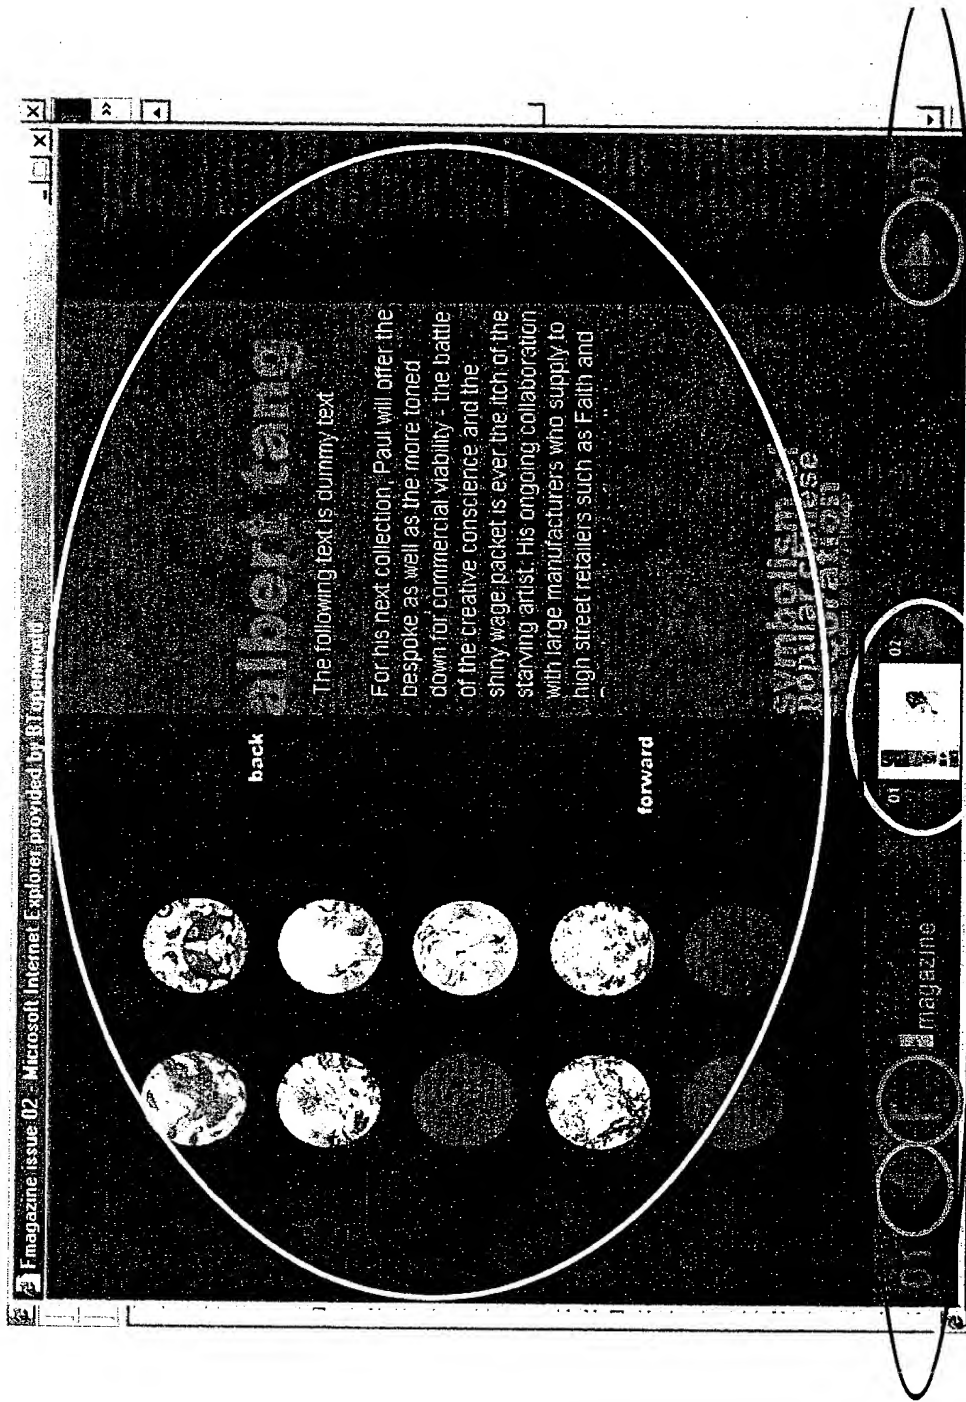 Fmagazine issue 02 - Microsoft Internet Explorer provided by BTopenworld
albert tang
The following text is dummy text
For his next collection, Paul will offer the
bespoke as well as the more toned
down for commercial viability - the battle
of the creative conscience and the
shiny wage packet is ever the itch of the
starving artist. His ongoing collaboration
with large manufacturers who supply to
high street retailers such as Faith and
back
forward
symbolism
popular chinese
01
magazine
01
02
02